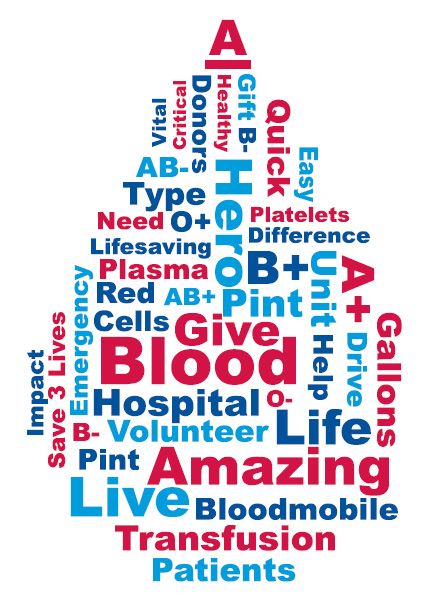 A
Vital
Critical
Donors
Healthy
Gift
B-
Quick
Easy
AB-
Type
Hero
Need
O+
Platelets
Lifesaving
Difference
Plasma
B+
Unit
A+
Red
AB+
Pint
Emergency
Cells
Give
Help
Drive
Gallons
Save 3 Lives
Impact
Blood
Hospital
O-
B-
Volunteer
Life
Pint
Amazing
Live
Bloodmobile
Transfusion
Patients